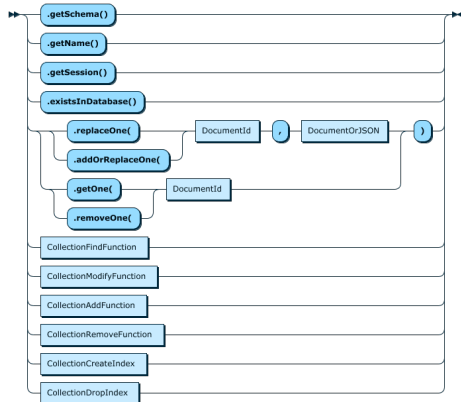 .getSchema()
.getName()
.getSession()
.existsInDatabase()
.replaceOne( DocumentId , DocumentOrJSON )
.addOrReplaceOne(
.getOne( DocumentId
.removeOne(
CollectionFindFunction
CollectionModifyFunction
CollectionAddFunction
CollectionRemoveFunction
CollectionCreateIndex
CollectionDropIndex